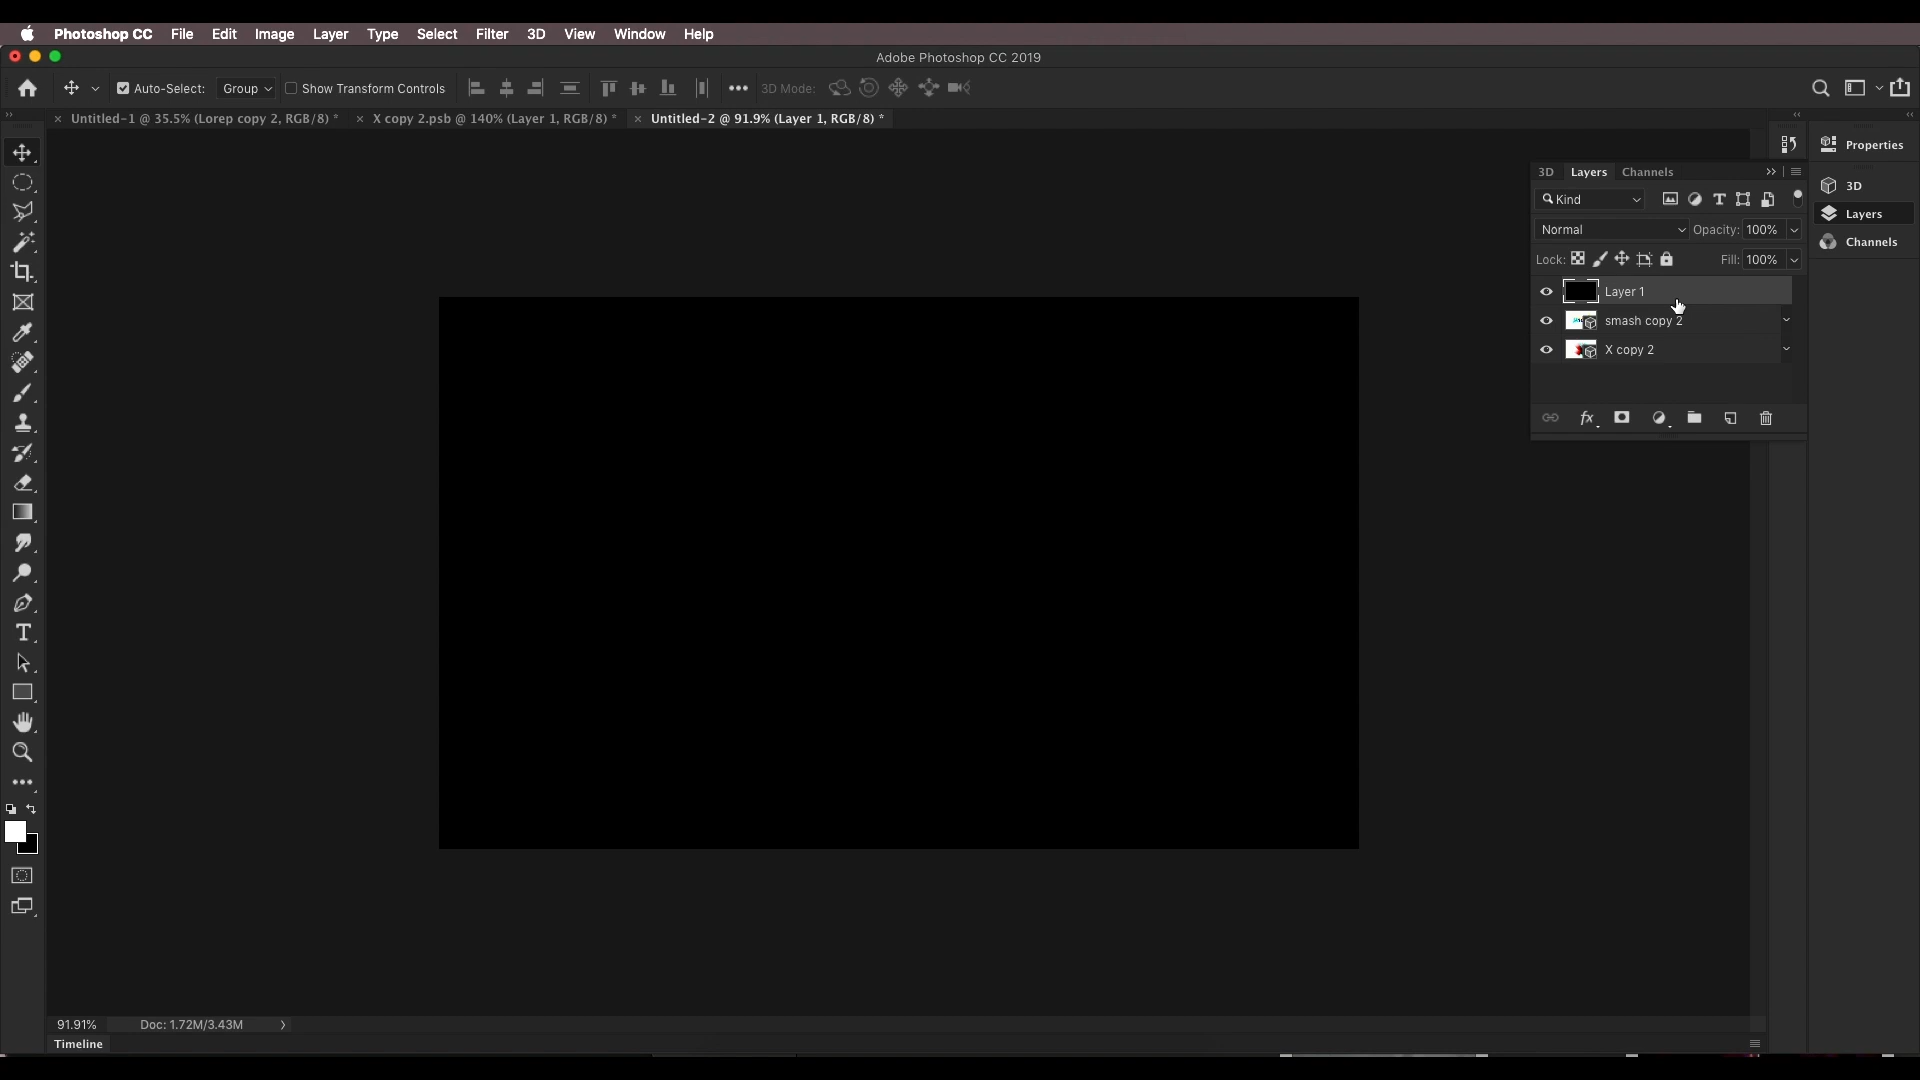 Photoshop CC File Edit Image Layer Type Select Filter 3D View Window Help
Adobe Photoshop CC 2019
Auto-Select: Group Show Transform Controls 3D Mode:
Untitled-1 @ 35.5% (Lorep copy 2, RGB/8) * X copy 2.psb @ 140% (Layer 1, RGB/8) * Untitled-2 @ 91.9% (Layer 1, RGB/8) *
Properties
3D Layers Channels
3D
Kind
Layers
Normal Opacity: 100%
Channels
Lock: Fill: 100%
Layer 1
smash copy 2
X copy 2
fx
91.91% Doc: 1.72M/3.43M
Timeline